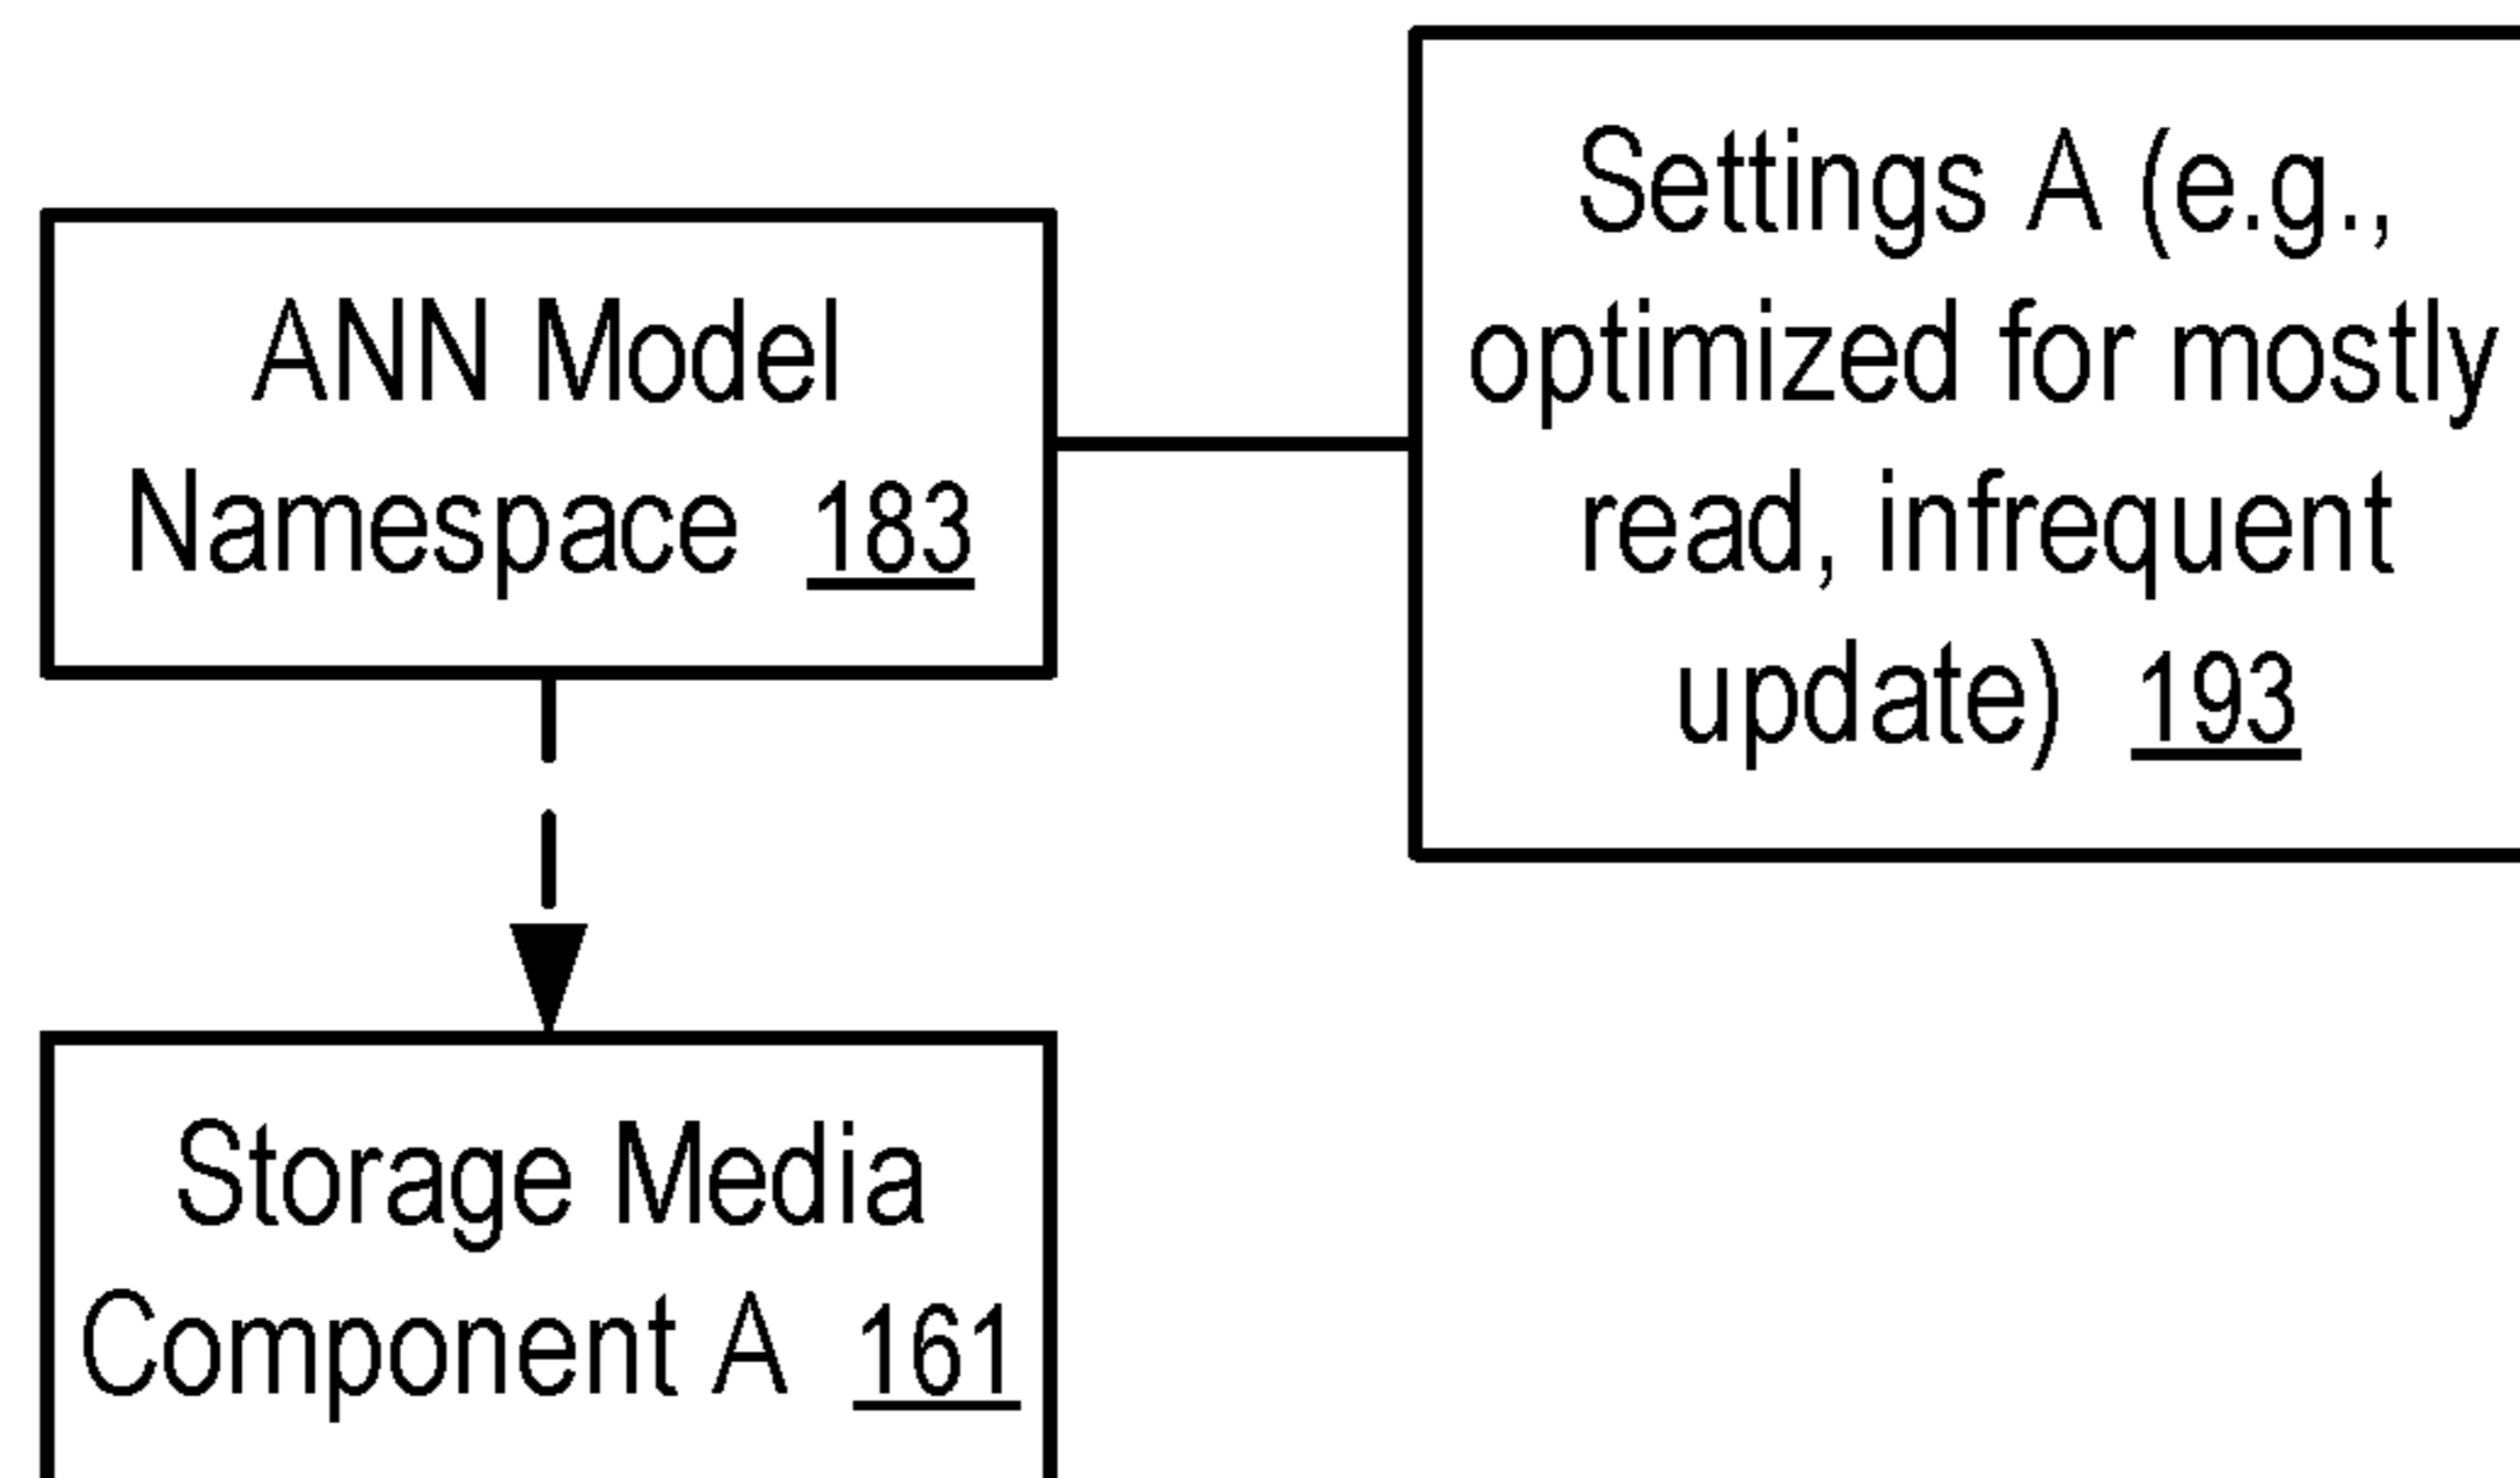 ANN Model
Namespace 183
Settings A (e.g.,
optimized for mostly
read, infrequent
update) 193
Storage Media
Component A 161